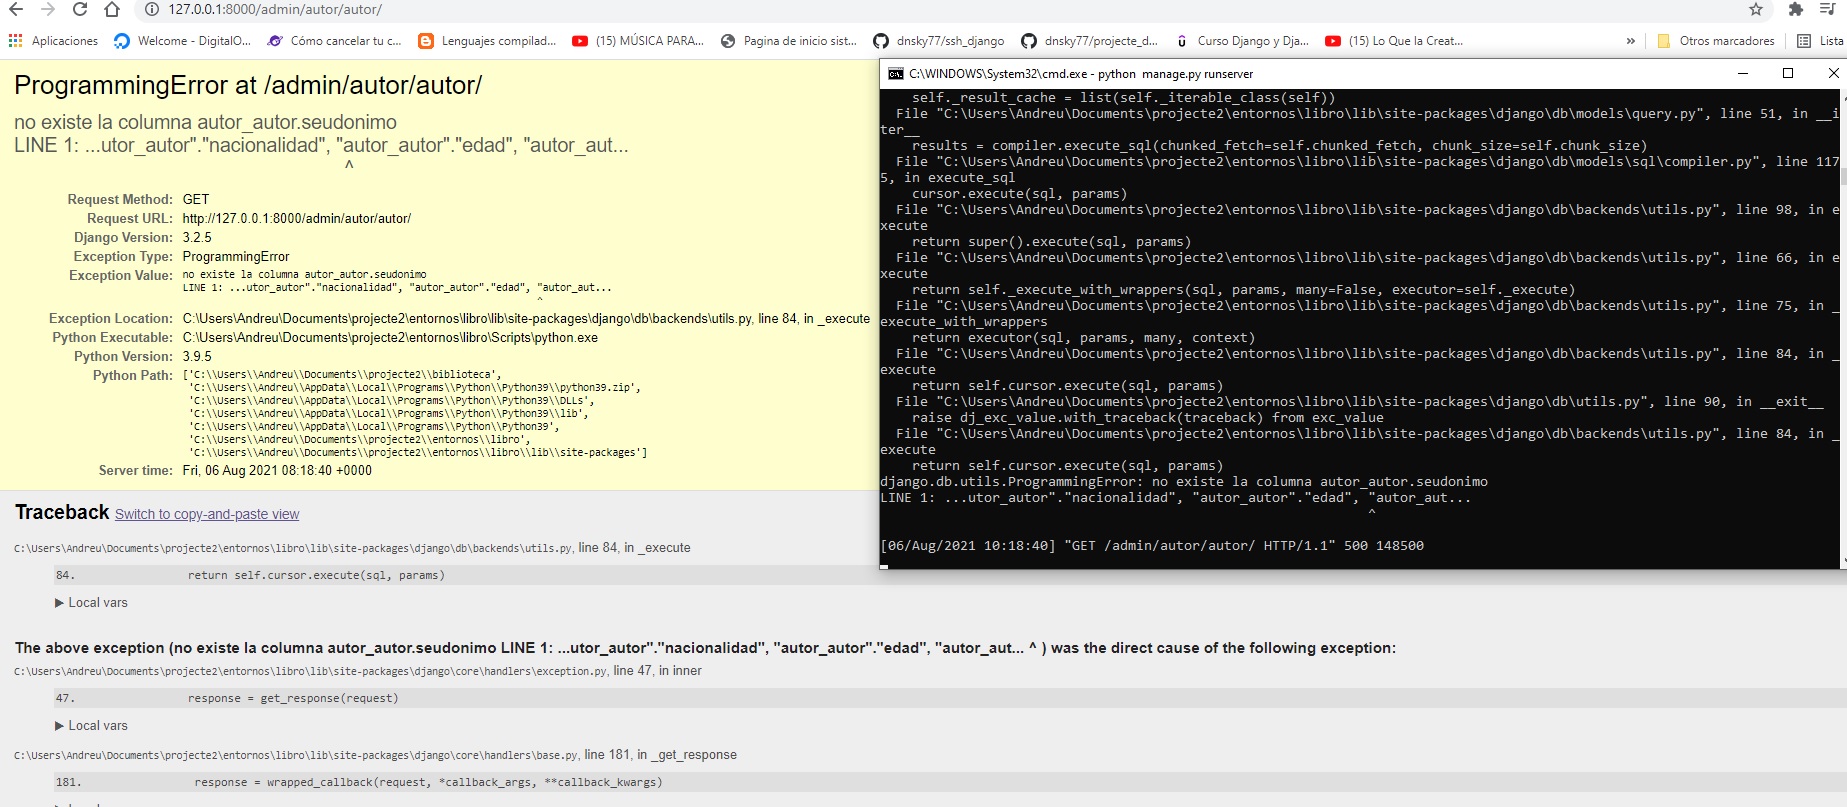 127.0.0.1:8000/admin/autor/autor/
Aplicaciones
Welcome - DigitalO...
Cómo cancelar tu c...
Lenguajes compilad...
(15) MÚSICA PARA...
Pagina de inicio sist...
dnsky77/ssh_django
dnsky77/projecte_d...
Curso Django y Dja...
(15) Lo Que la Creat...
»
Otros marcadores
Lista
ProgrammingError at /admin/autor/autor/
no existe la columna autor_autor.seudonimo
LINE 1: ...utor_autor"."nacionalidad", "autor_autor"."edad", "autor_aut...
^
Request Method: GET
Request URL: http://127.0.0.1:8000/admin/autor/autor/
Django Version: 3.2.5
Exception Type: ProgrammingError
Exception Value: no existe la columna autor_autor.seudonimo
LINE 1: ...utor_autor"."nacionalidad", "autor_autor"."edad", "autor_aut...
^
Exception Location: C:\Users\Andreu\Documents\projecte2\entornos\libro\lib\site-packages\django\db\backends\utils.py, line 84, in _execute
Python Executable: C:\Users\Andreu\Documents\projecte2\entornos\libro\Scripts\python.exe
Python Version: 3.9.5
Python Path: ['C:\\Users\\Andreu\\Documents\\projecte2\\biblioteca',
'C:\\Users\\Andreu\\AppData\\Local\\Programs\\Python\\Python39\\python39.zip',
'C:\\Users\\Andreu\\AppData\\Local\\Programs\\Python\\Python39\\DLLs',
'C:\\Users\\Andreu\\AppData\\Local\\Programs\\Python\\Python39\\lib',
'C:\\Users\\Andreu\\AppData\\Local\\Programs\\Python\\Python39',
'C:\\Users\\Andreu\\Documents\\projecte2\\entornos\\libro',
'C:\\Users\\Andreu\\Documents\\projecte2\\entornos\\libro\\lib\\site-packages']
Server time: Fri, 06 Aug 2021 08:18:40 +0000
C:\WINDOWS\System32\cmd.exe - python manage.py runserver
self._result_cache = list(self._iterable_class(self))
File "C:\Users\Andreu\Documents\projecte2\entornos\libro\lib\site-packages\django\db\models\query.py", line 51, in __i
ter__
results = compiler.execute_sql(chunked_fetch=self.chunked_fetch, chunk_size=self.chunk_size)
File "C:\Users\Andreu\Documents\projecte2\entornos\libro\lib\site-packages\django\db\models\sql\compiler.py", line 117
5, in execute_sql
cursor.execute(sql, params)
File "C:\Users\Andreu\Documents\projecte2\entornos\libro\lib\site-packages\django\db\backends\utils.py", line 98, in e
xecute
return super().execute(sql, params)
File "C:\Users\Andreu\Documents\projecte2\entornos\libro\lib\site-packages\django\db\backends\utils.py", line 66, in e
xecute
return self._execute_with_wrappers(sql, params, many=False, executor=self._execute)
File "C:\Users\Andreu\Documents\projecte2\entornos\libro\lib\site-packages\django\db\backends\utils.py", line 75, in _
execute_with_wrappers
return executor(sql, params, many, context)
File "C:\Users\Andreu\Documents\projecte2\entornos\libro\lib\site-packages\django\db\backends\utils.py", line 84, in _
execute
return self.cursor.execute(sql, params)
File "C:\Users\Andreu\Documents\projecte2\entornos\libro\lib\site-packages\django\db\utils.py", line 90, in __exit__
raise dj_exc_value.with_traceback(traceback) from exc_value
File "C:\Users\Andreu\Documents\projecte2\entornos\libro\lib\site-packages\django\db\backends\utils.py", line 84, in _
execute
return self.cursor.execute(sql, params)
django.db.utils.ProgrammingError: no existe la columna autor_autor.seudonimo
LINE 1: ...utor_autor"."nacionalidad", "autor_autor"."edad", "autor_aut...
^
[06/Aug/2021 10:18:40] "GET /admin/autor/autor/ HTTP/1.1" 500 148500
Traceback Switch to copy-and-paste view
C:\Users\Andreu\Documents\projecte2\entornos\libro\lib\site-packages\django\db\backends\utils.py, line 84, in _execute
84. return self.cursor.execute(sql, params)
▶ Local vars
The above exception (no existe la columna autor_autor.seudonimo LINE 1: ...utor_autor"."nacionalidad", "autor_autor"."edad", "autor_aut... ^ ) was the direct cause of the following exception:
C:\Users\Andreu\Documents\projecte2\entornos\libro\lib\site-packages\django\core\handlers\exception.py, line 47, in inner
47. response = get_response(request)
▶ Local vars
C:\Users\Andreu\Documents\projecte2\entornos\libro\lib\site-packages\django\core\handlers\base.py, line 181, in _get_response
181. response = wrapped_callback(request, *callback_args, **callback_kwargs)